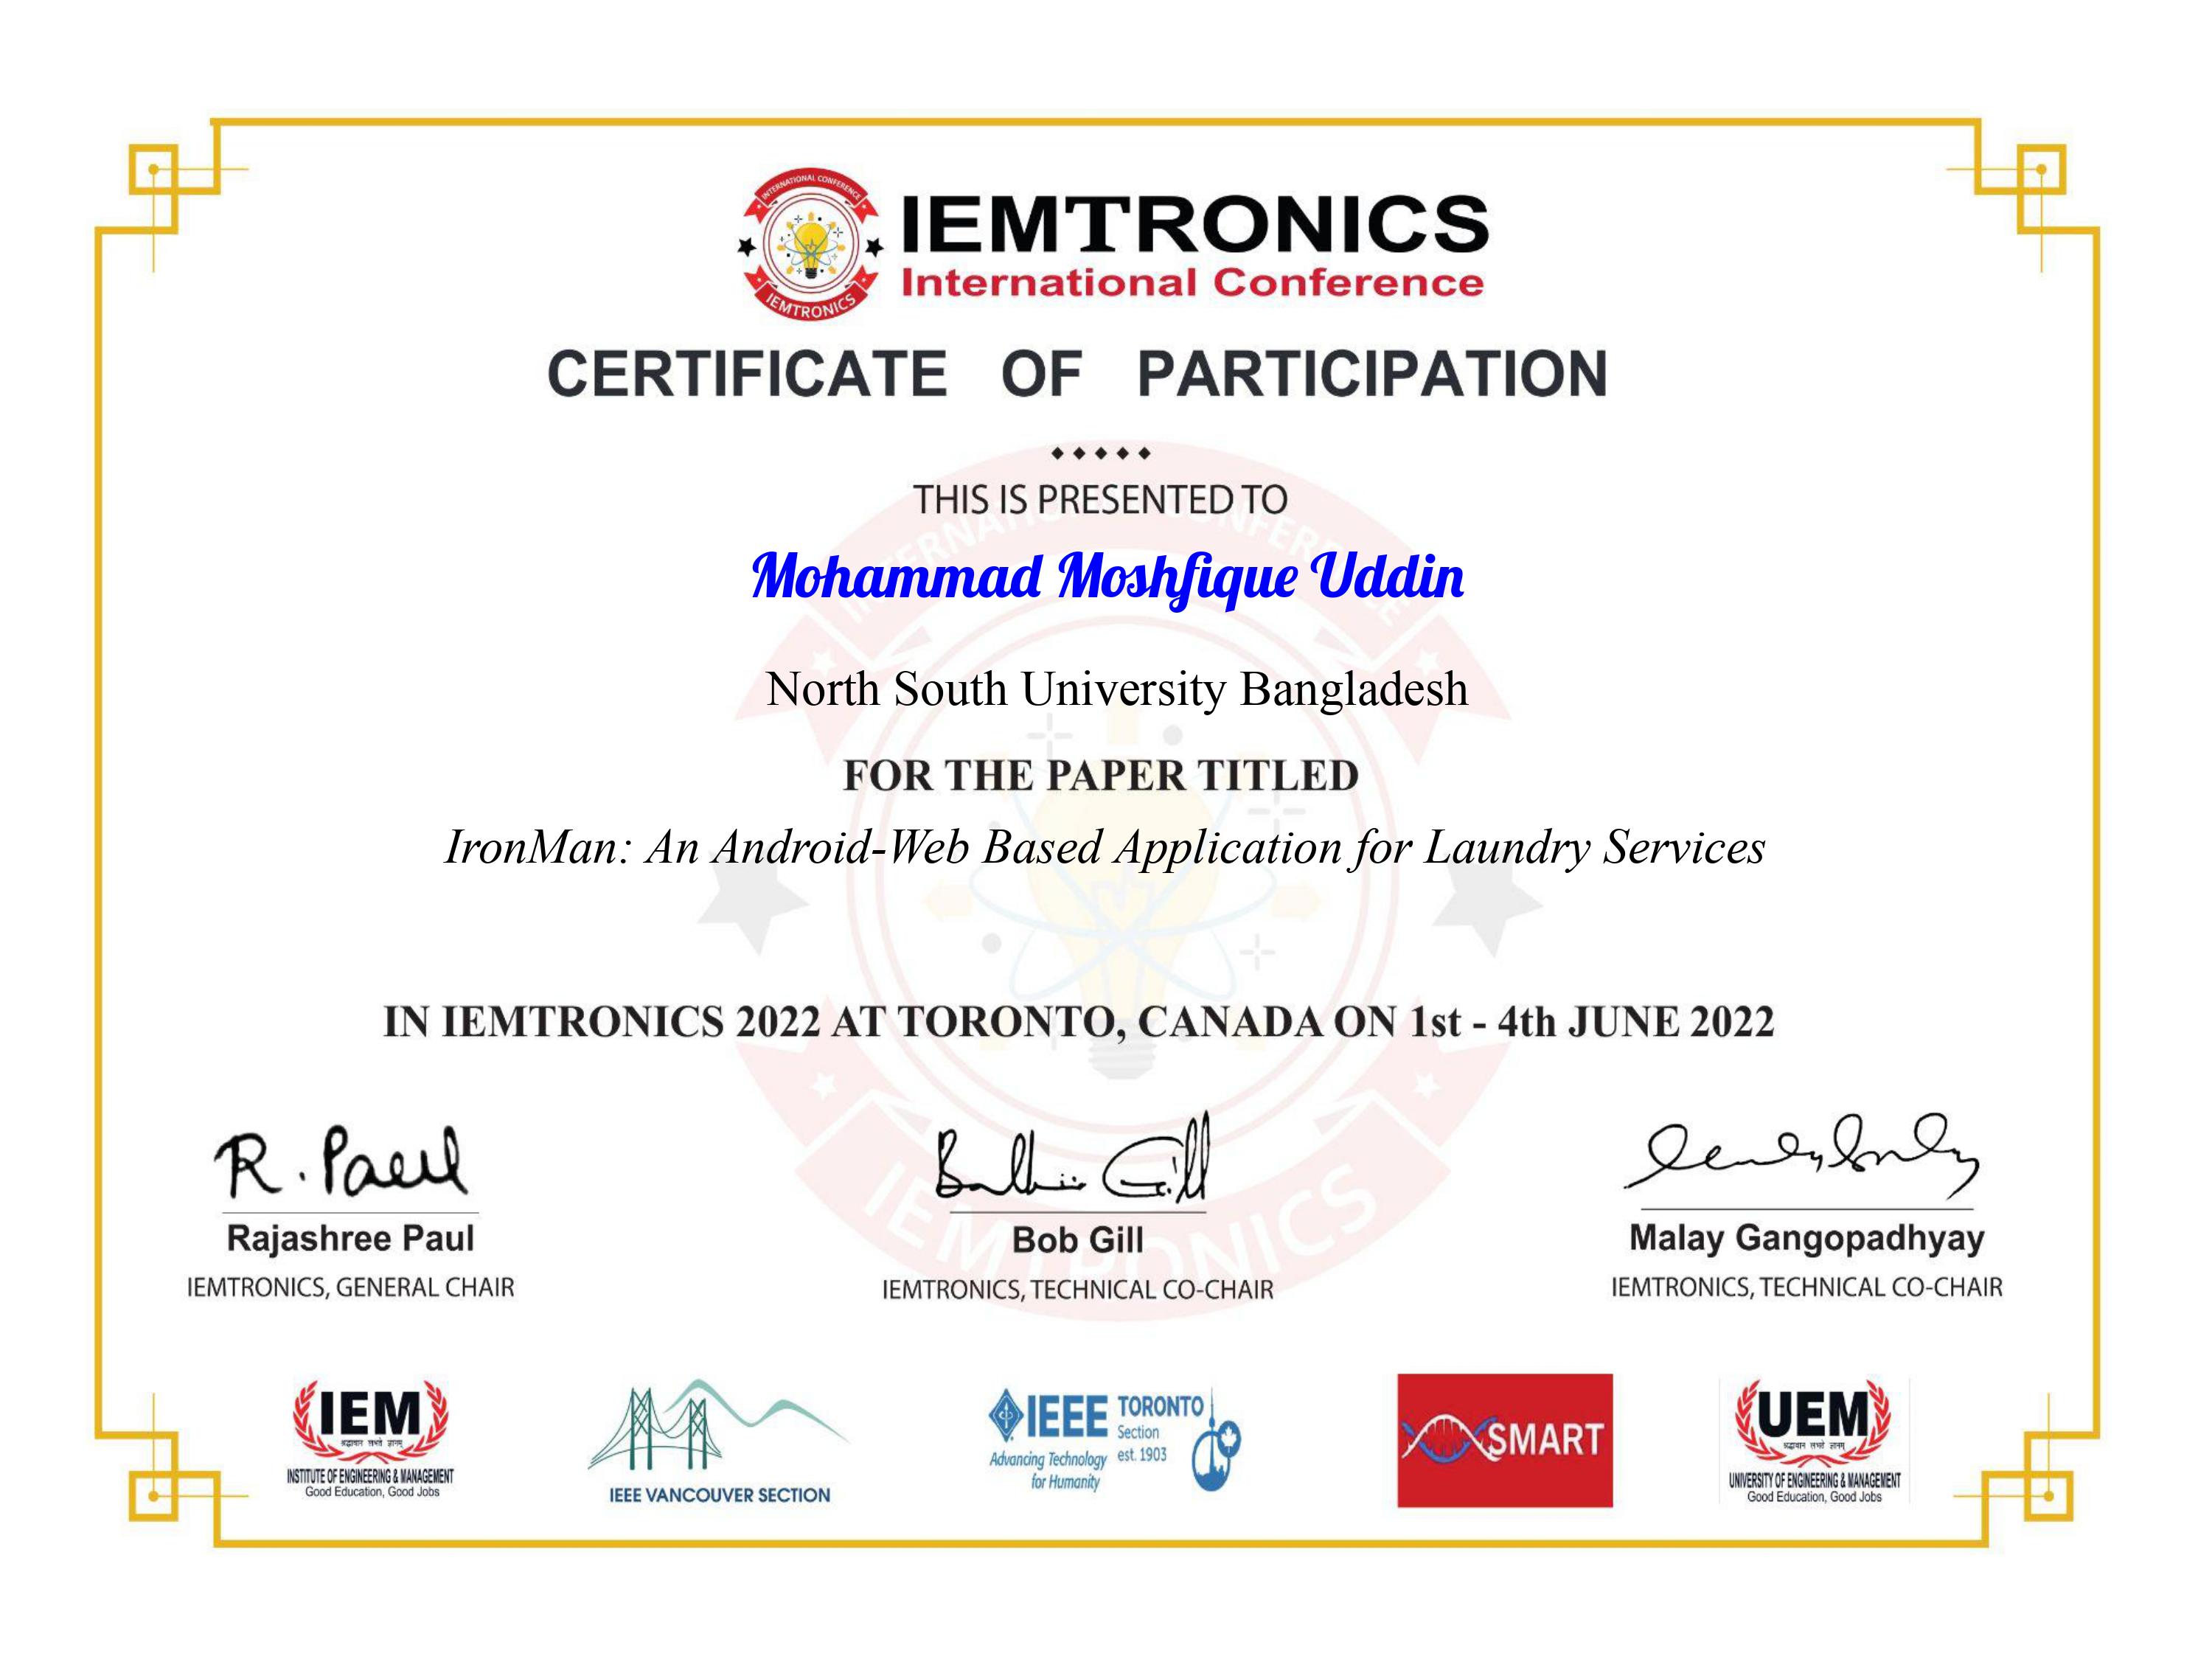 INTERNATIONAL CONFERENCE
IEMTRONICS
IEMTRONICS
International Conference
CERTIFICATE OF PARTICIPATION
THIS IS PRESENTED TO
Mohammad Moshfique Uddin
North South University Bangladesh
FOR THE PAPER TITLED
IronMan: An Android-Web Based Application for Laundry Services
IN IEMTRONICS 2022 AT TORONTO, CANADA ON 1st - 4th JUNE 2022
IEMTRONICS
R. Paul
Rajashree Paul
IEMTRONICS, GENERAL CHAIR
Gill
Bob Gill
IEMTRONICS, TECHNICAL CO-CHAIR
Malay Gangopadhyay
IEMTRONICS, TECHNICAL CO-CHAIR
IEM
INSTITUTE OF ENGINEERING & MANAGEMENT
Good Education, Good Jobs
IEEE VANCOUVER SECTION
IEEE TORONTO
Section
est. 1903
Advancing Technology
for Humanity
SMART
UEM
UNIVERSITY OF ENGINEERING & MANAGEMENT
Good Education, Good Jobs